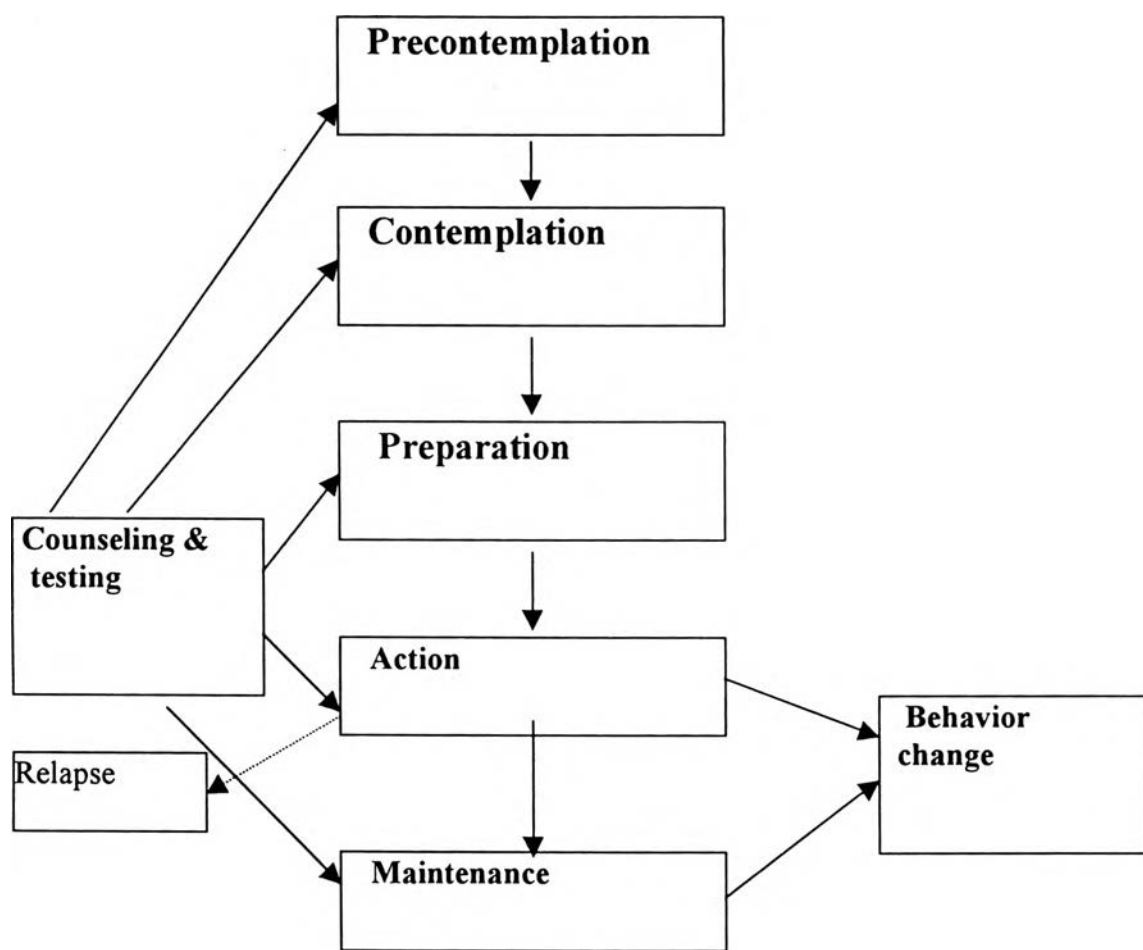 Precontemplation
Contemplation
Preparation
Counseling &
testing
Action
Behavior
change
Relapse
Maintenance